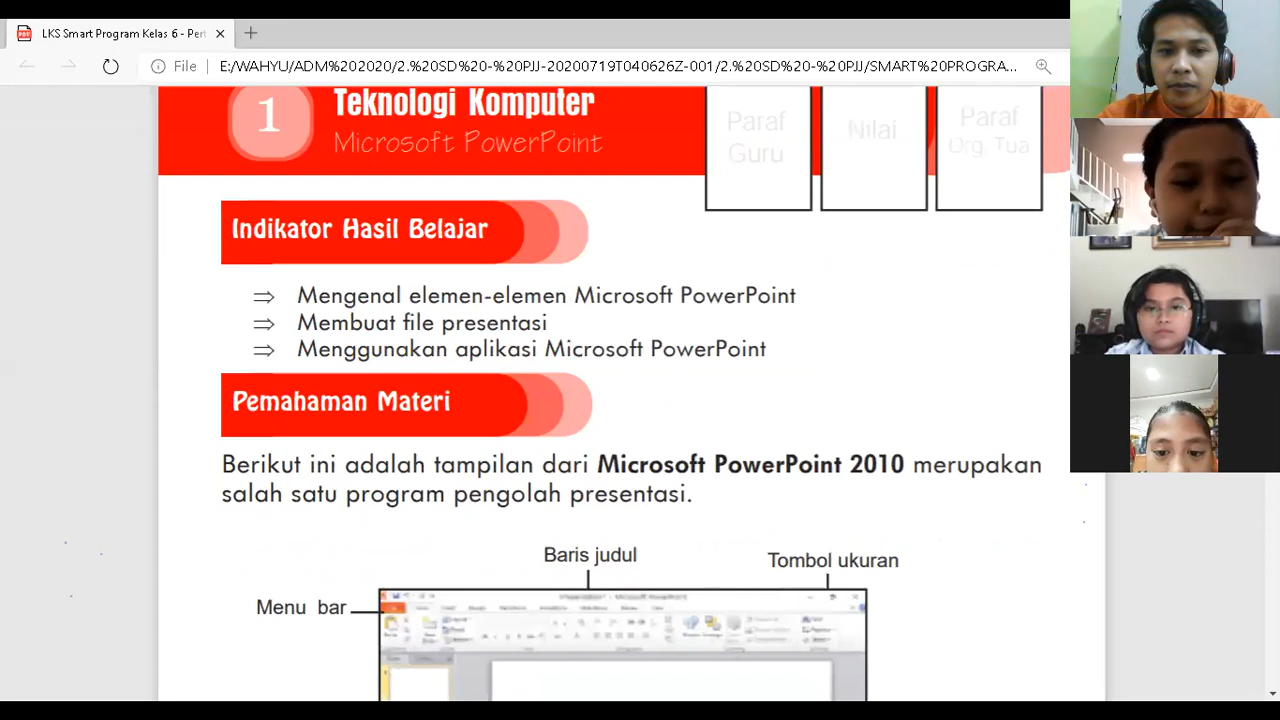 LKS Smart Program Kelas 6 - Pert
File
E:/WAHYU/ADM%202020/2.%20SD%20-%20PJJ-20200719T040626Z-001/2.%20SD%20-%20PJJ/SMART%20PROGRA...
1
Teknologi Komputer
Microsoft PowerPoint
Paraf
Guru
Nilai
Paraf
Org. Tua
Indikator Hasil Belajar
⇒ Mengenal elemen-elemen Microsoft PowerPoint
⇒ Membuat file presentasi
⇒ Menggunakan aplikasi Microsoft PowerPoint
Pemahaman Materi
Berikut ini adalah tampilan dari Microsoft PowerPoint 2010 merupakan
salah satu program pengolah presentasi.
Baris judul
Tombol ukuran
Menu bar